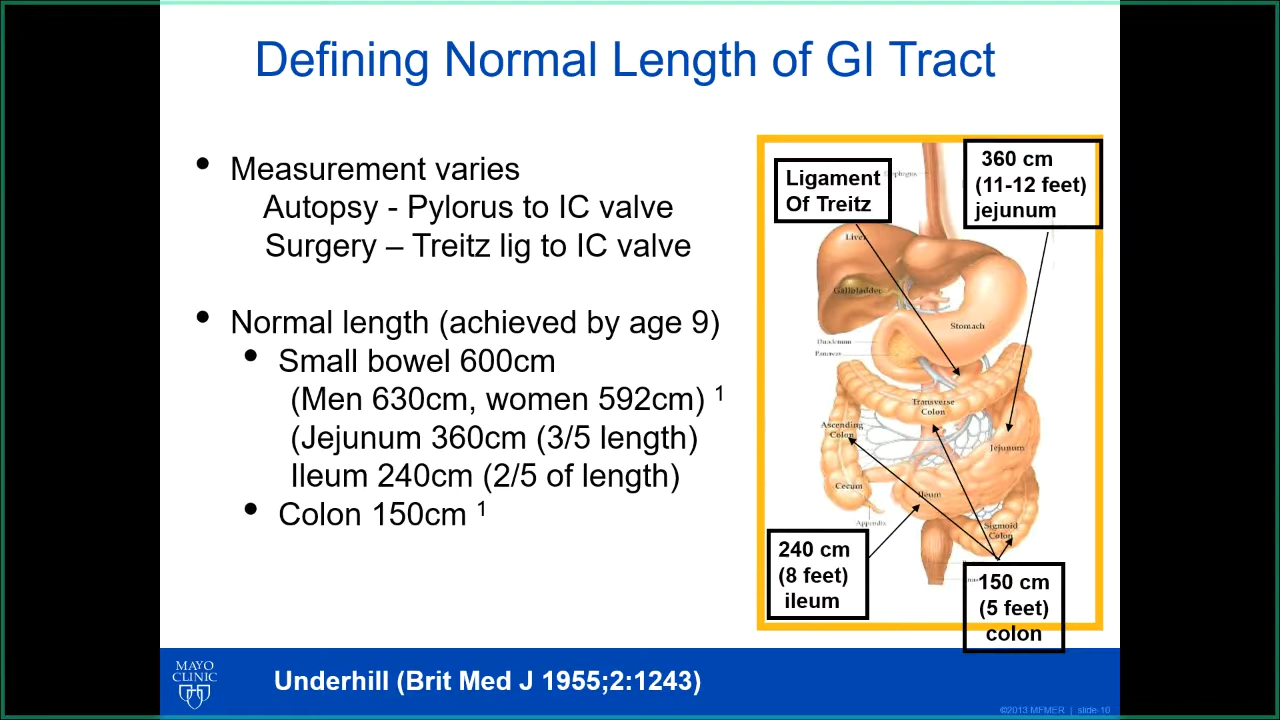 Defining Normal Length of GI Tract
• Measurement varies
Autopsy - Pylorus to IC valve
Surgery – Treitz lig to IC valve
• Normal length (achieved by age 9)
• Small bowel 600cm
(Men 630cm, women 592cm) 1
(Jejunum 360cm (3/5 length)
Ileum 240cm (2/5 of length)
• Colon 150cm 1
Ligament
Of Treitz
360 cm
(11-12 feet)
jejunum
Liver
Gallbladder
Stomach
Duodenum
Pancreas
Transverse
Colon
Ascending
Colon
Jejunum
Cecum
Ileum
Appendix
Sigmoid
Colon
240 cm
(8 feet)
ileum
150 cm
(5 feet)
colon
MAYO
CLINIC
Underhill (Brit Med J 1955;2:1243)
©2013 MFMER | slide-10